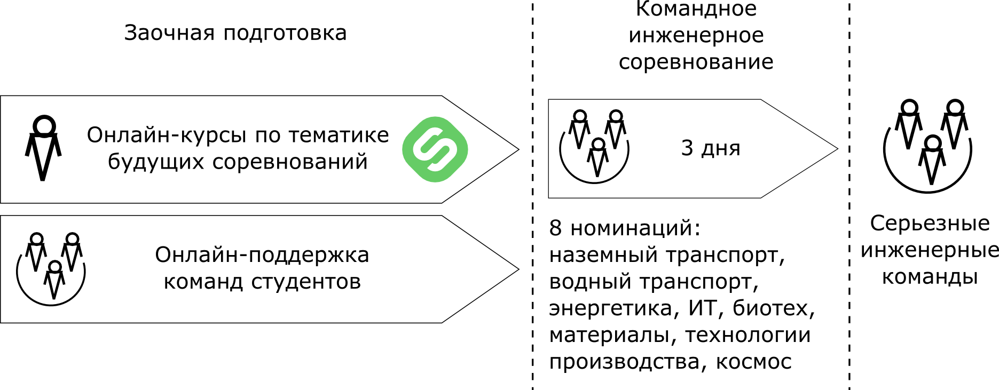 Заочная подготовка
Онлайн-курсы по тематике
будущих соревнований
Онлайн-поддержка
команд студентов
Командное
инженерное
соревнование
3 дня
8 номинаций:
наземный транспорт,
водный транспорт,
энергетика, ИТ, биотех,
материалы, технологии
производства, космос
Серьезные
инженерные
команды